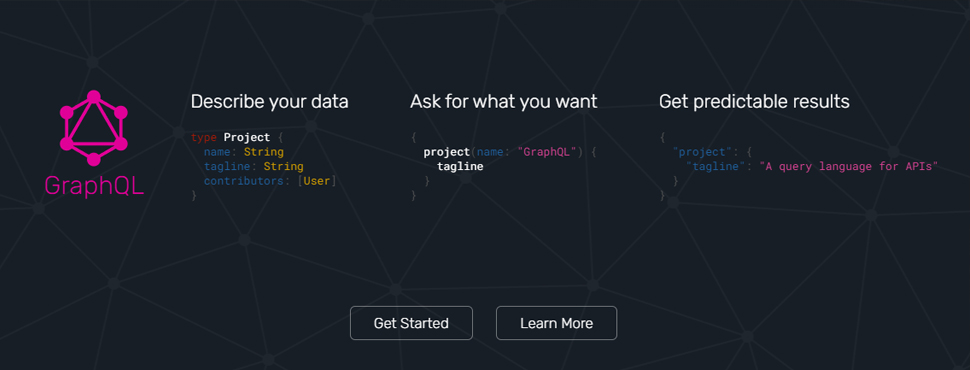 GraphQL
Describe your data
type Project {
  name: String
  tagline: String
  contributors: [User]
}
Ask for what you want
{
  project(name: "GraphQL") {
    tagline
  }
}
Get predictable results
{
  "project": {
    "tagline": "A query language for APIs"
  }
}
Get Started
Learn More